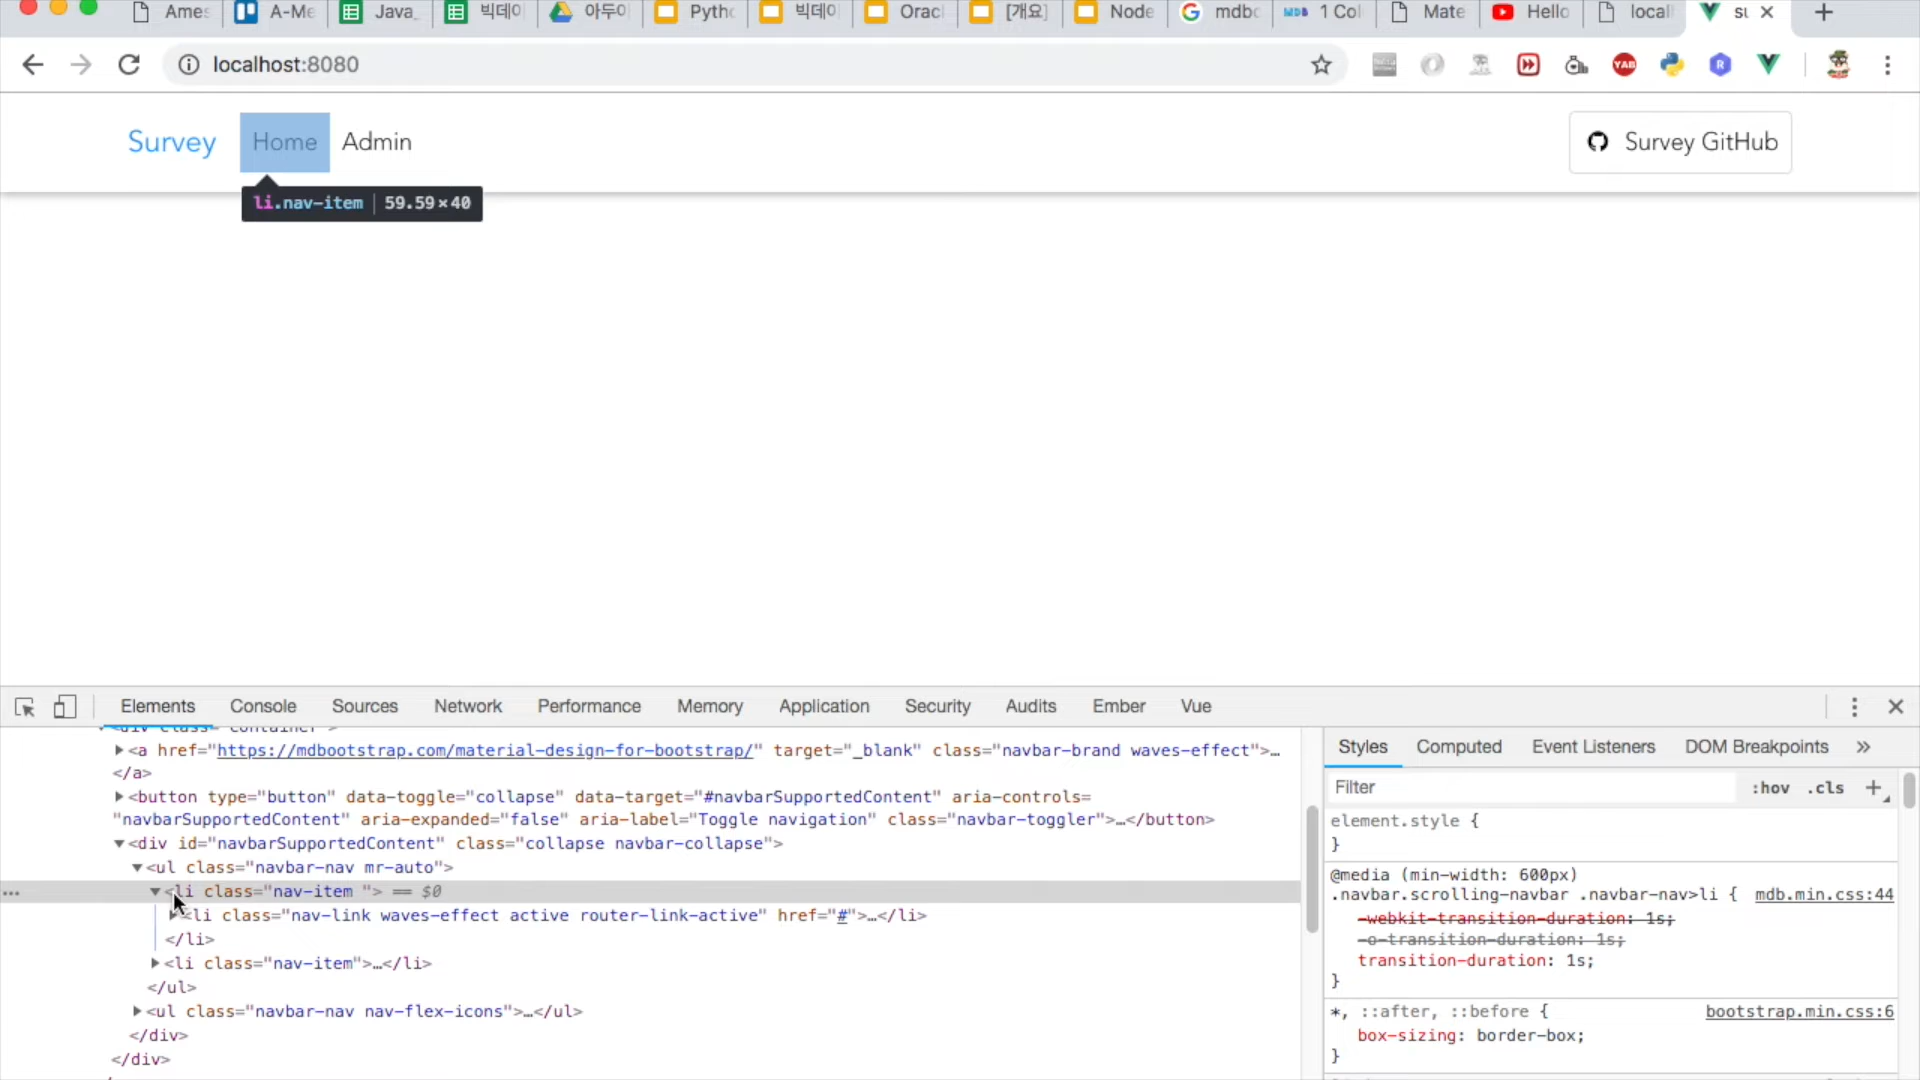 Ames
A-Me
Java_
빅데이
아두이
Pytho
빅데이
Oracl
[개요]
Node
mdbo
1 Col
Mate
Hello
local
localhost:8080
Survey Home Admin
Survey GitHub
li.nav-item | 59.59×40
Elements Console Sources Network Performance Memory Application Security Audits Ember Vue
<a href="https://mdbootstrap.com/material-design-for-bootstrap/" target="_blank" class="navbar-brand waves-effect">…
</a>
<button type="button" data-toggle="collapse" data-target="#navbarSupportedContent" aria-controls=
"navbarSupportedContent" aria-expanded="false" aria-label="Toggle navigation" class="navbar-toggler">…</button>
<div id="navbarSupportedContent" class="collapse navbar-collapse">
<ul class="navbar-nav mr-auto">
<li class="nav-item "> == $0
<li class="nav-link waves-effect active router-link-active" href="#">…</li>
</li>
<li class="nav-item">…</li>
</ul>
<ul class="navbar-nav nav-flex-icons">…</ul>
</div>
</div>
Styles Computed Event Listeners DOM Breakpoints »
Filter :hov .cls +
element.style {
}
@media (min-width: 600px)
.navbar.scrolling-navbar .navbar-nav>li { mdb.min.css:44
-webkit-transition-duration: 1s;
-o-transition-duration: 1s;
transition-duration: 1s;
}
*, ::after, ::before { bootstrap.min.css:6
box-sizing: border-box;
}